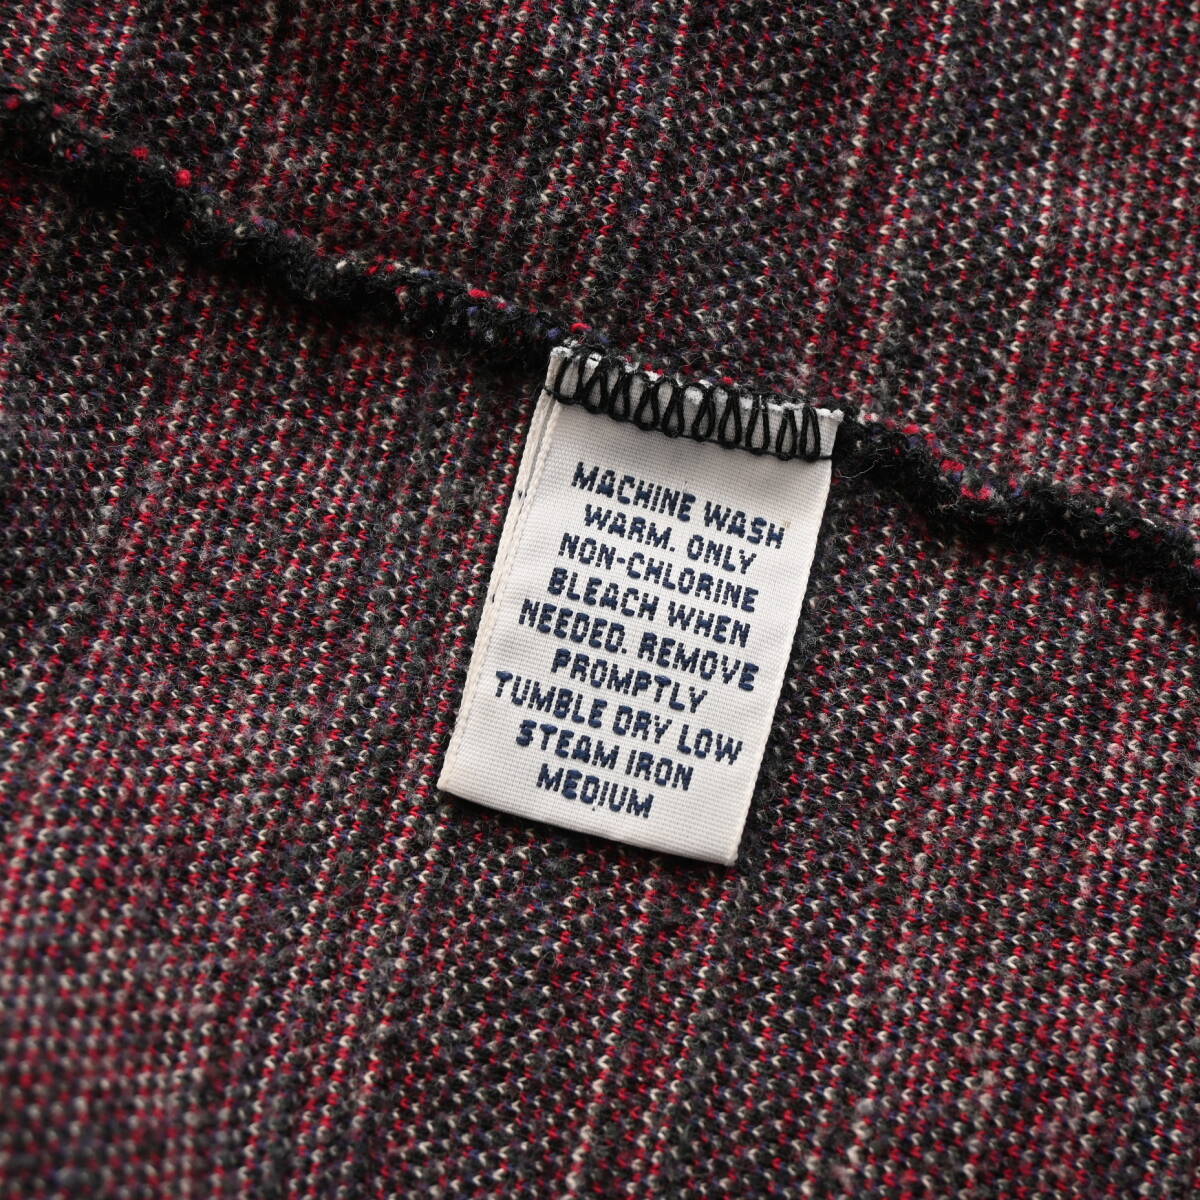 MACHINE WASH
WARM. ONLY
NON-CHLORINE
BLEACH WHEN
NEEDED. REMOVE
PROMPTLY
TUMBLE DRY LOW
STEAM IRON
MEDIUM